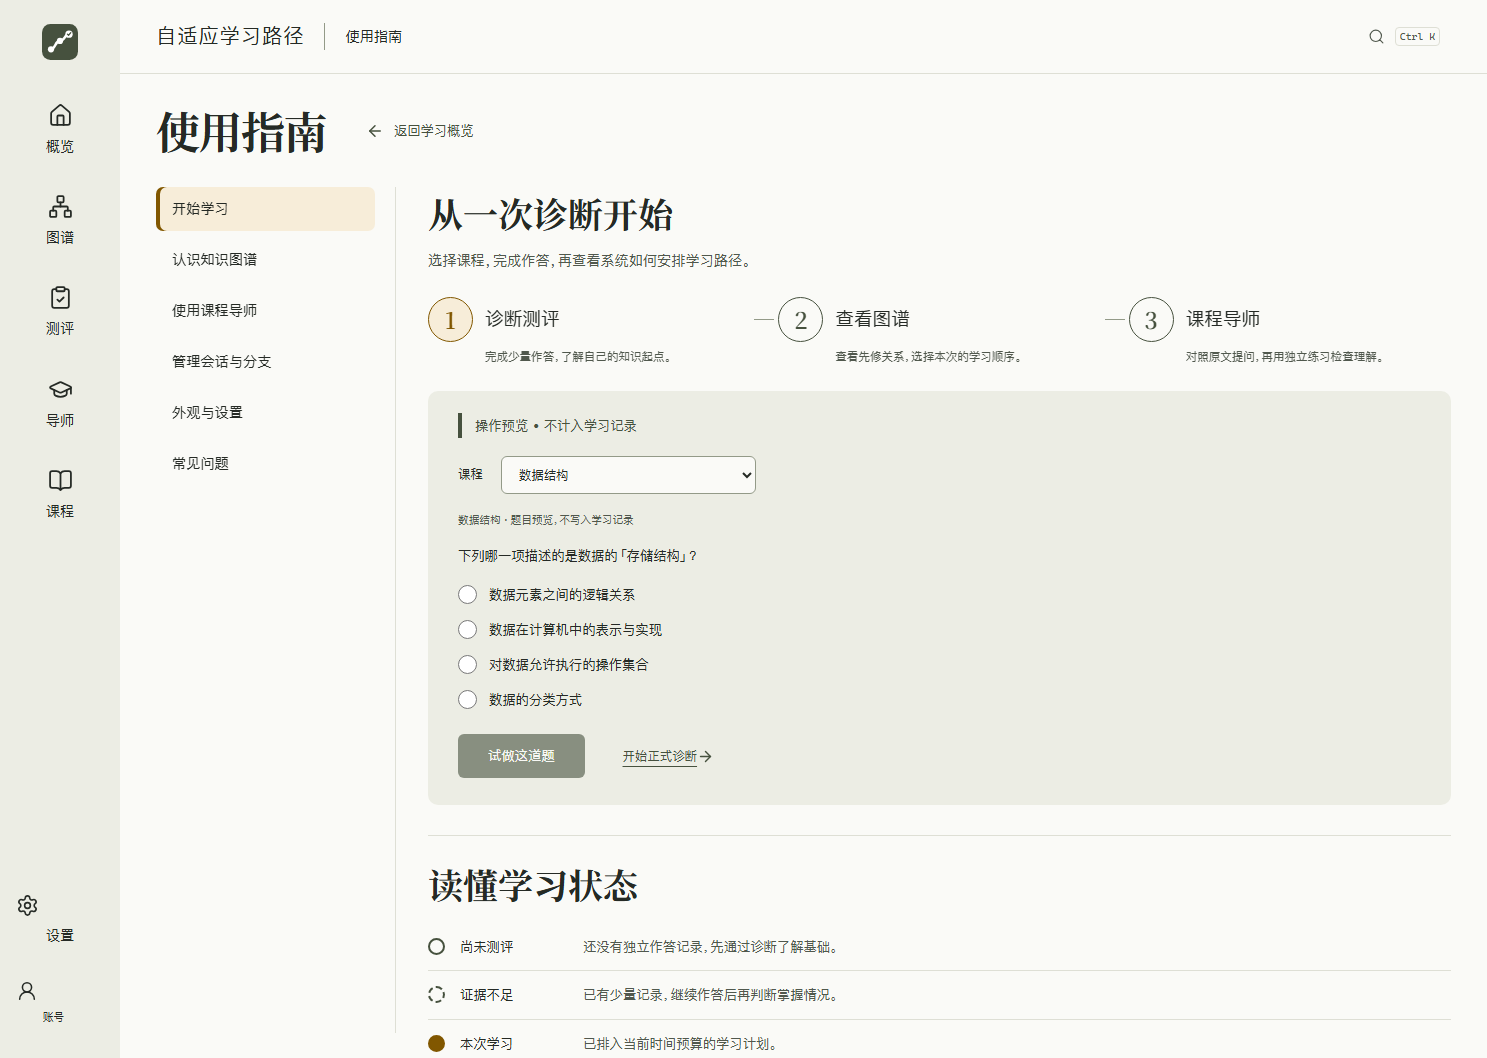 自适应学习路径
使用指南
Ctrl K
概览
图谱
测评
导师
课程
设置
账号
使用指南
返回学习概览
开始学习
认识知识图谱
使用课程导师
管理会话与分支
外观与设置
常见问题
从一次诊断开始
选择课程,完成作答,再查看系统如何安排学习路径。
1 诊断测评
完成少量作答,了解自己的知识起点。
2 查看图谱
查看先修关系,选择本次的学习顺序。
3 课程导师
对照原文提问,再用独立练习检查理解。
操作预览 • 不计入学习记录
课程 数据结构
数据结构 · 题目预览,不写入学习记录
下列哪一项描述的是数据的「存储结构」?
数据元素之间的逻辑关系
数据在计算机中的表示与实现
对数据允许执行的操作集合
数据的分类方式
试做这道题
开始正式诊断
读懂学习状态
尚未测评 还没有独立作答记录,先通过诊断了解基础。
证据不足 已有少量记录,继续作答后再判断掌握情况。
本次学习 已排入当前时间预算的学习计划。